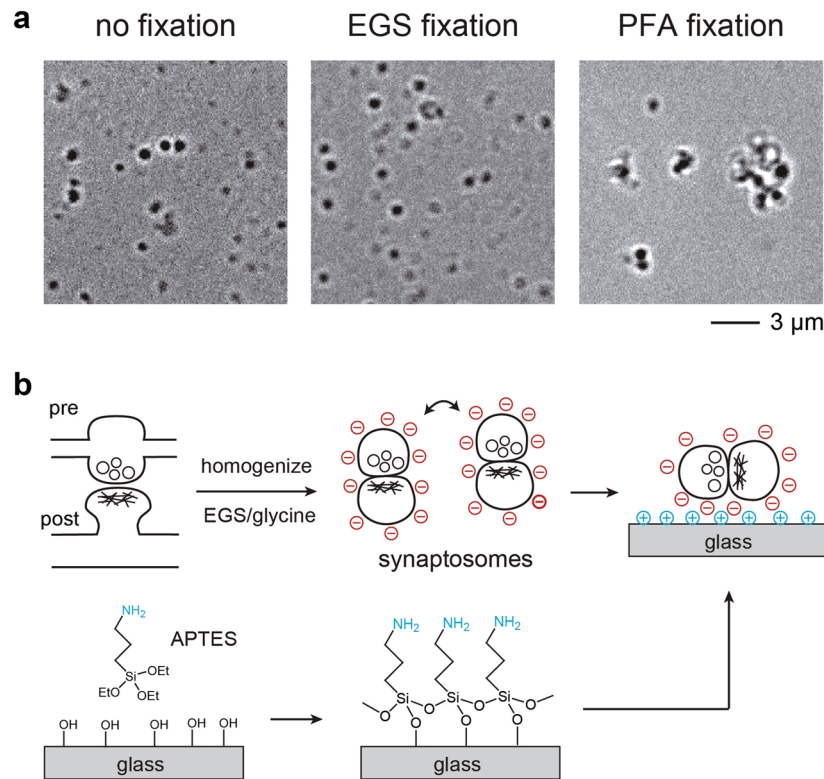 a
no fixation EGS fixation PFA fixation
3 µm
b
pre
post
homogenize
EGS/glycine
synaptosomes
glass
NH2
APTES
Si
OEt
EtO
OEt
OH OH OH OH OH
glass
NH2 NH2 NH2
Si Si Si
O O O O
O O O
glass